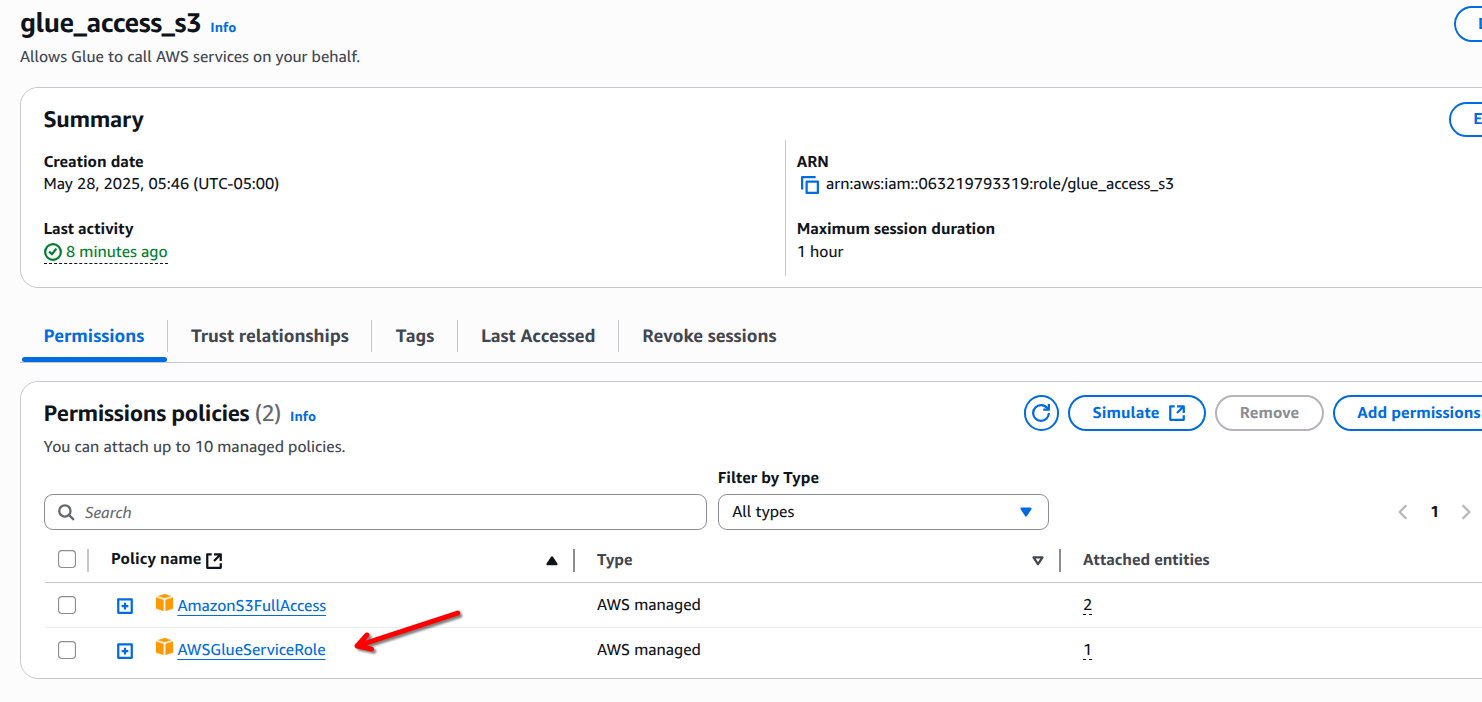 glue_access_s3 Info
Allows Glue to call AWS services on your behalf.
Summary
Creation date
May 28, 2025, 05:46 (UTC-05:00)
ARN
arn:aws:iam::063219793319:role/glue_access_s3
Last activity
8 minutes ago
Maximum session duration
1 hour
Permissions Trust relationships Tags Last Accessed Revoke sessions
Permissions policies (2) Info
You can attach up to 10 managed policies.
Simulate Remove Add permissions
Filter by Type
Search All types 1
Policy name Type Attached entities
AmazonS3FullAccess AWS managed 2
AWSGlueServiceRole AWS managed 1